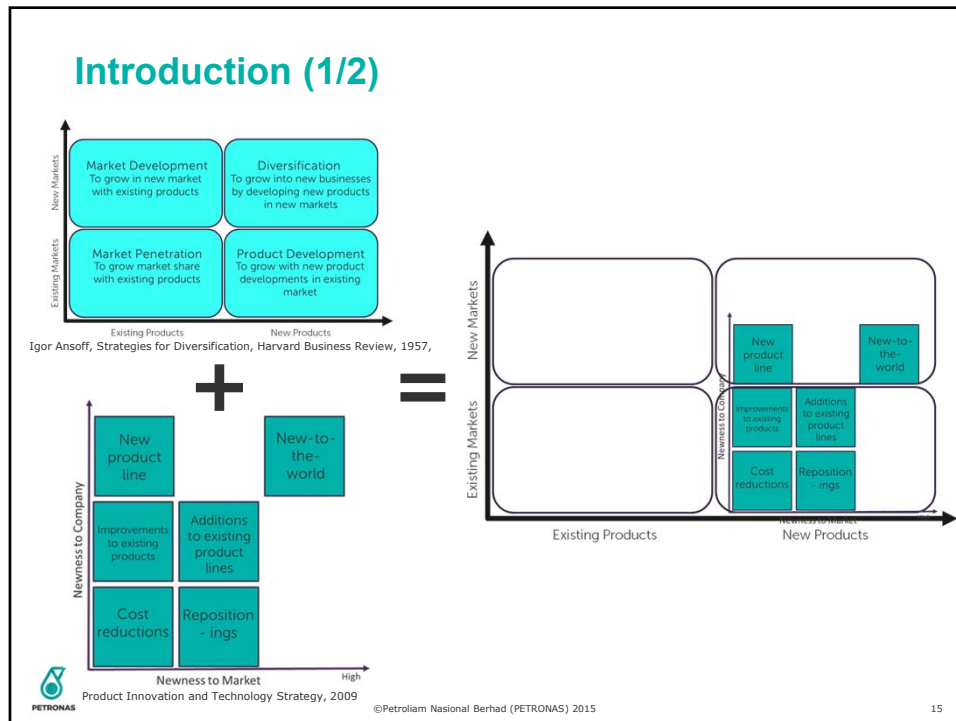 Introduction (1/2)
New Markets
Existing Markets
Market Development
To grow in new market
with existing products
Diversification
To grow into new businesses
by developing new products
in new markets
Market Penetration
To grow market share
with existing products
Product Development
To grow with new product
developments in existing
market
Existing Products
New Products
Igor Ansoff, Strategies for Diversification, Harvard Business Review, 1957,
+
=
Newness to Company
New
product
line
New-to-
the-
world
Improvements
to existing
products
Additions
to existing
product
lines
Cost
reductions
Reposition
- ings
High
Newness to Market
Product Innovation and Technology Strategy, 2009
New Markets
Existing Markets
Newness to Company
New
product
line
New-to-
the-
world
Improvements
to existing
products
Additions
to existing
product
lines
Cost
reductions
Reposition
- ings
Newness to Market
Existing Products
New Products
PETRONAS
©Petroliam Nasional Berhad (PETRONAS) 2015
15